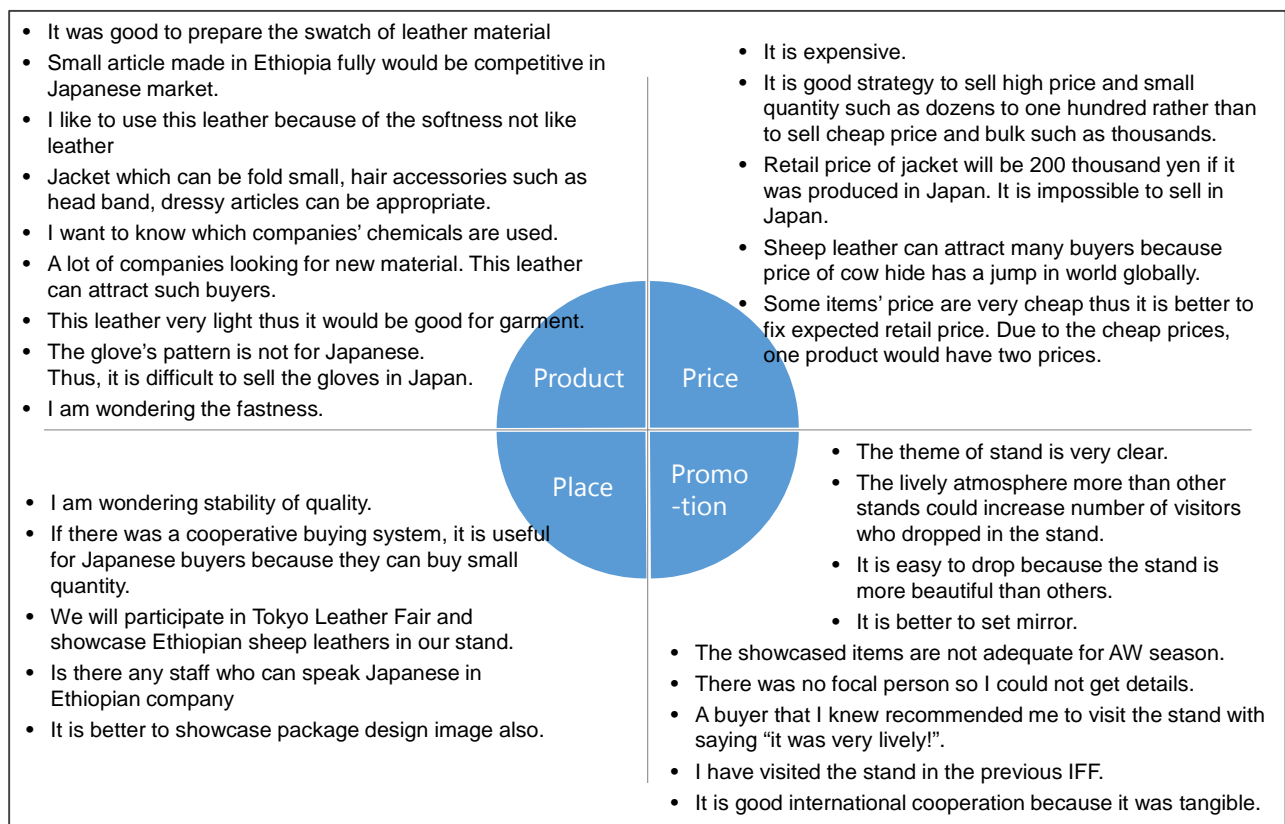 • It was good to prepare the swatch of leather material
• Small article made in Ethiopia fully would be competitive in
Japanese market.
• I like to use this leather because of the softness not like
leather
• Jacket which can be fold small, hair accessories such as
head band, dressy articles can be appropriate.
• I want to know which companies' chemicals are used.
• A lot of companies looking for new material. This leather
can attract such buyers.
• This leather very light thus it would be good for garment.
• The glove's pattern is not for Japanese.
Thus, it is difficult to sell the gloves in Japan.
• I am wondering the fastness.
Product
• It is expensive.
• It is good strategy to sell high price and small
quantity such as dozens to one hundred rather than
to sell cheap price and bulk such as thousands.
• Retail price of jacket will be 200 thousand yen if it
was produced in Japan. It is impossible to sell in
Japan.
• Sheep leather can attract many buyers because
price of cow hide has a jump in world globally.
• Some items' price are very cheap thus it is better to
fix expected retail price. Due to the cheap prices,
one product would have two prices.
Price
Place
• I am wondering stability of quality.
• If there was a cooperative buying system, it is useful
for Japanese buyers because they can buy small
quantity.
• We will participate in Tokyo Leather Fair and
showcase Ethiopian sheep leathers in our stand.
• Is there any staff who can speak Japanese in
Ethiopian company
• It is better to showcase package design image also.
Promo
-tion
• The theme of stand is very clear.
• The lively atmosphere more than other
stands could increase number of visitors
who dropped in the stand.
• It is easy to drop because the stand is
more beautiful than others.
• It is better to set mirror.
• The showcased items are not adequate for AW season.
• There was no focal person so I could not get details.
• A buyer that I knew recommended me to visit the stand with
saying "it was very lively!".
• I have visited the stand in the previous IFF.
• It is good international cooperation because it was tangible.